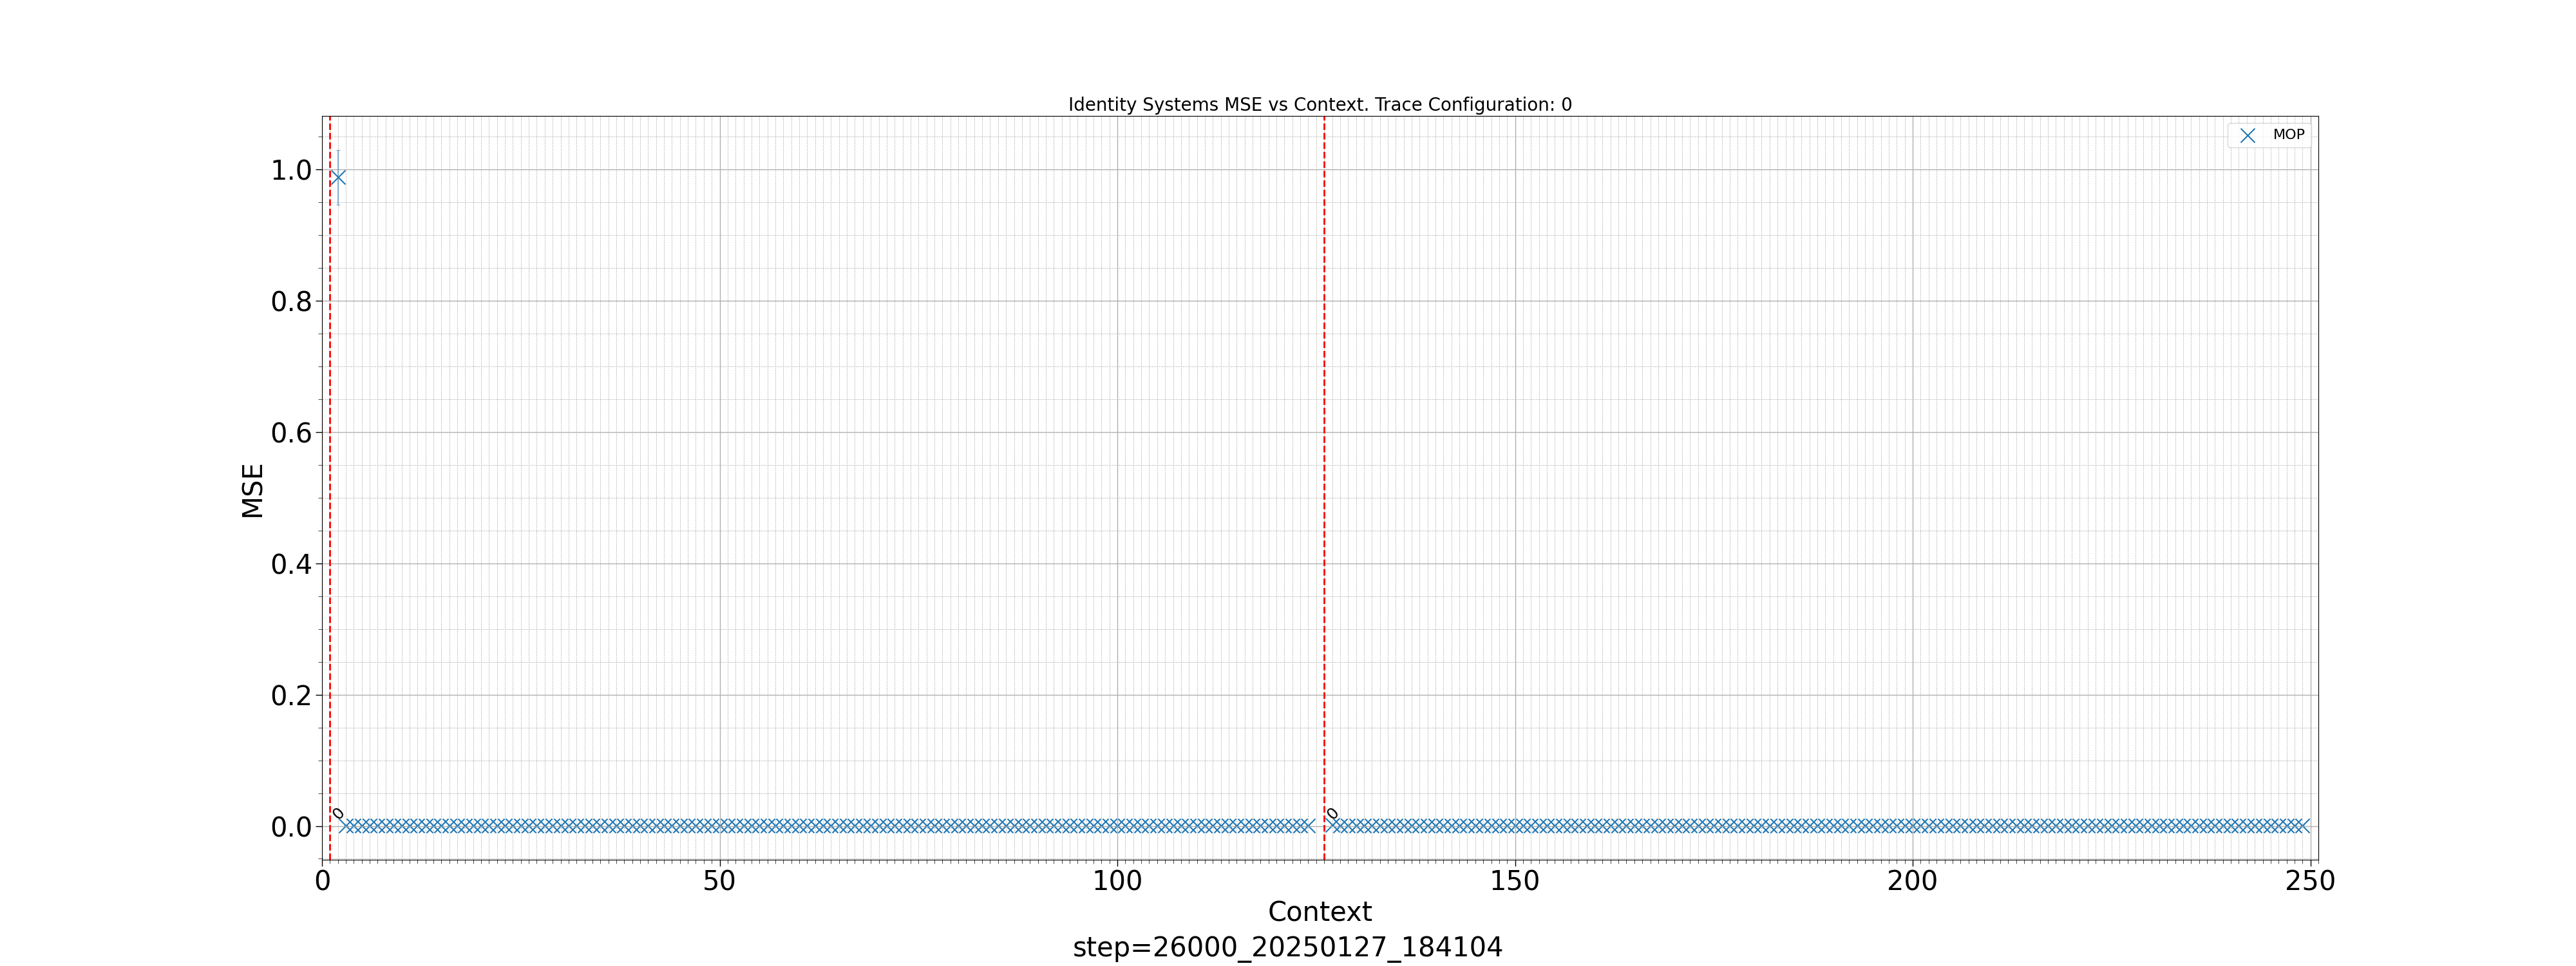 Identity Systems MSE vs Context. Trace Configuration: 0
MOP
1.0
0.8
0.6
0.4
0.2
0.0
MSE
0
0
0
50
100
150
200
250
Context
step=26000_20250127_184104